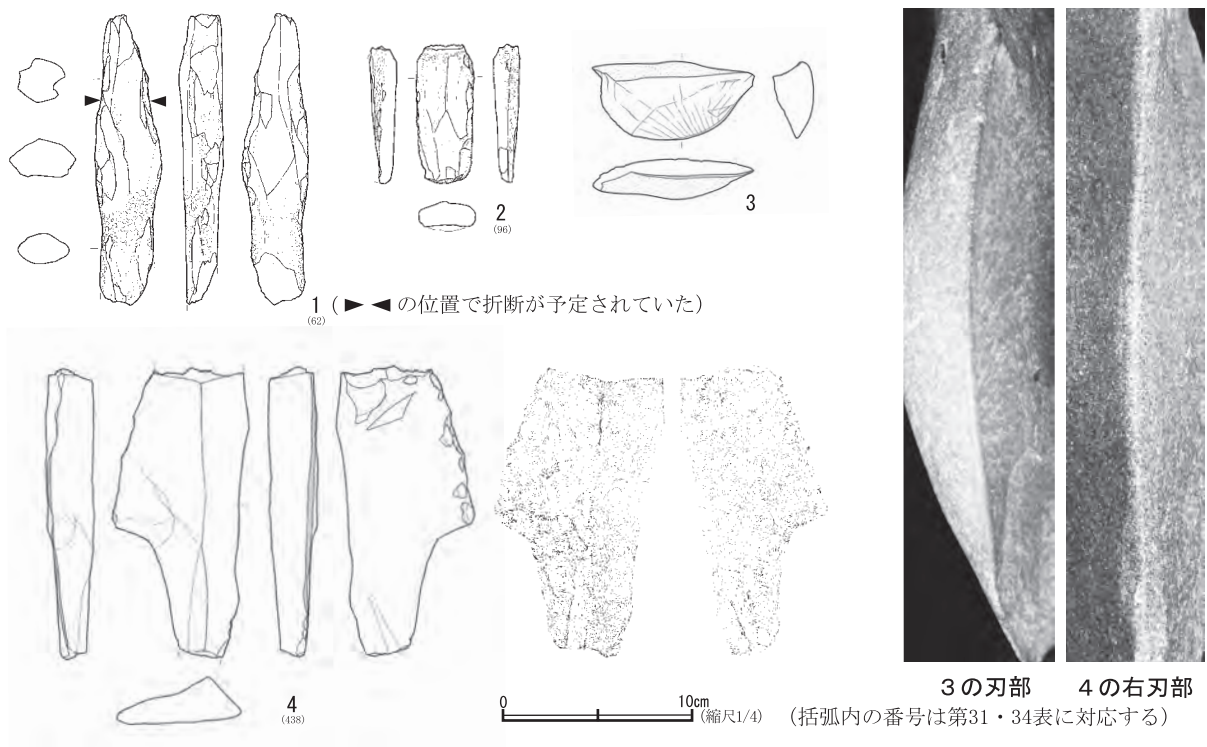 1 (►◄の位置で折断が予定されていた)
(62)
2
(96)
3
4
(438)
0 10cm
(縮尺1/4)
(括弧内の番号は第31・34表に対応する)
3の刃部
4の右刃部